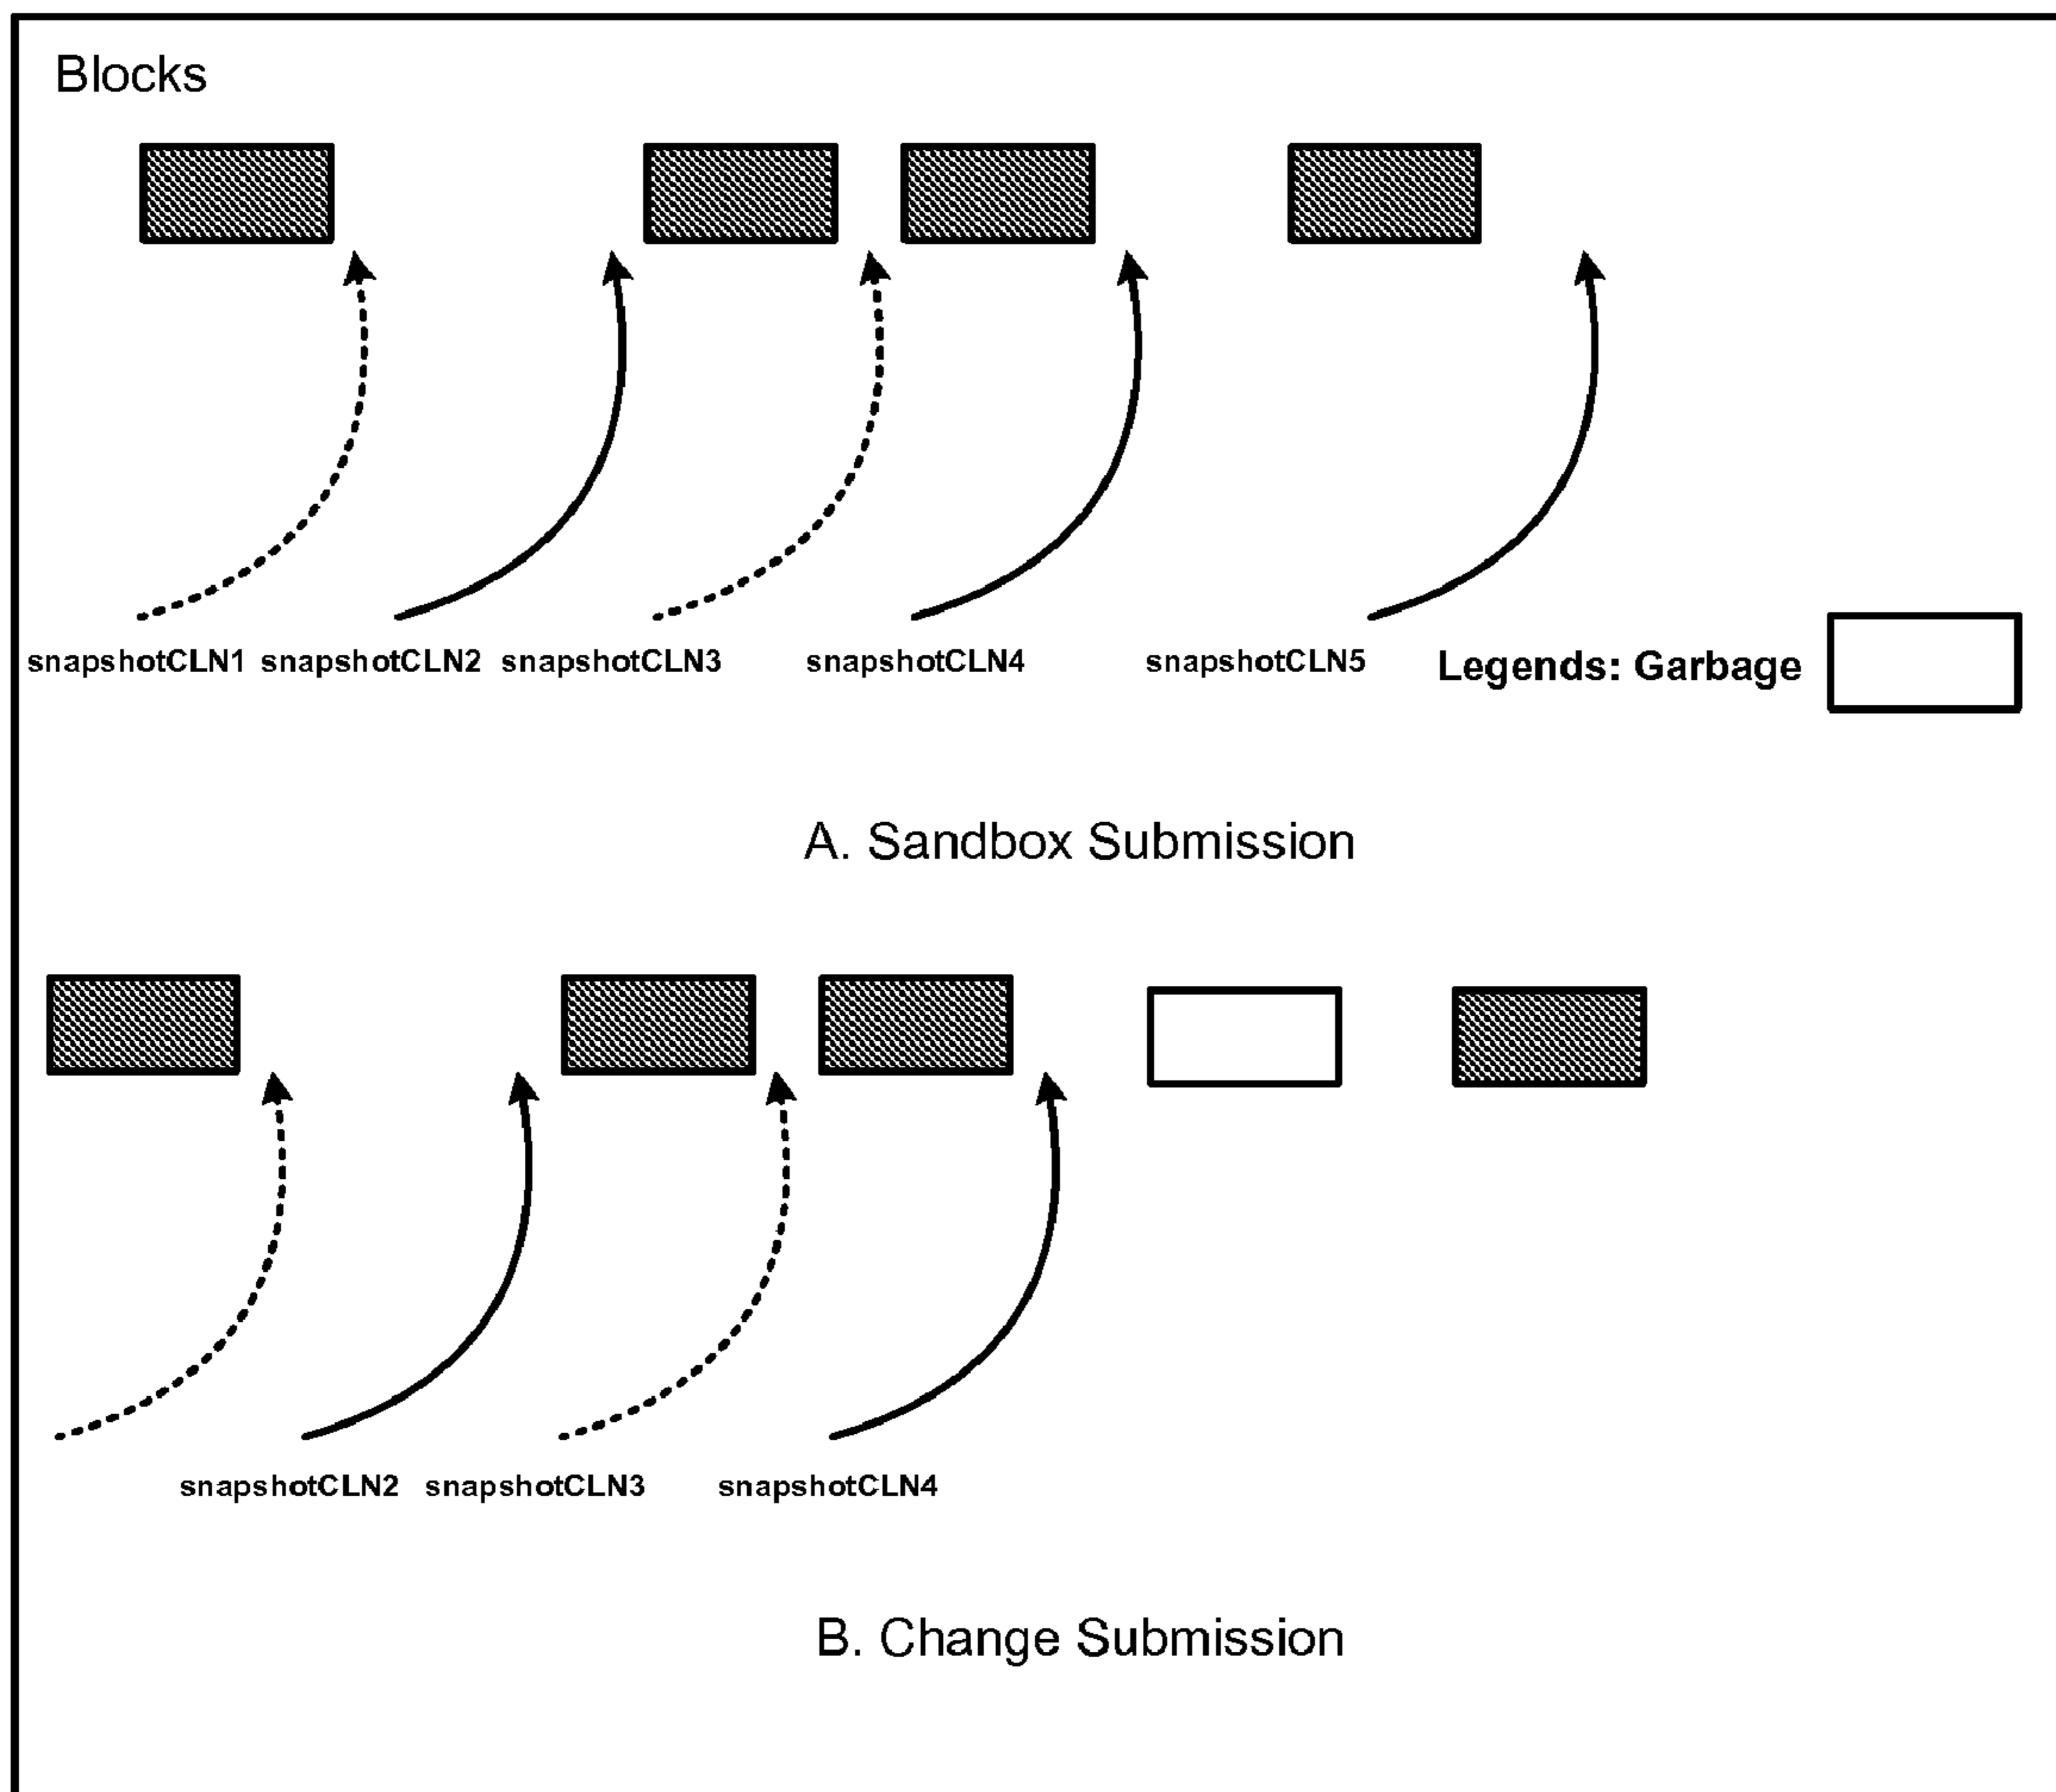 Blocks
snapshotCLN1 snapshotCLN2 snapshotCLN3 snapshotCLN4 snapshotCLN5 Legends: Garbage
A. Sandbox Submission
snapshotCLN2 snapshotCLN3 snapshotCLN4
B. Change Submission